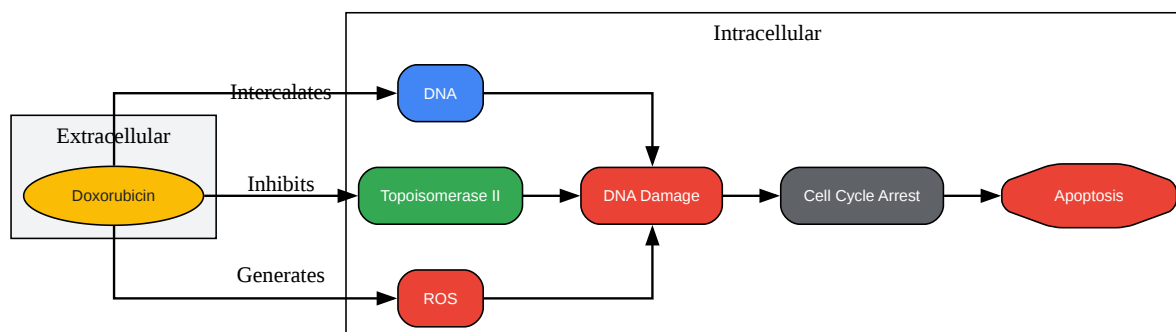 Intracellular
Intercalates
DNA
Extracellular
Doxorubicin
Inhibits
Topoisomerase II
DNA Damage
Cell Cycle Arrest
Apoptosis
Generates
ROS